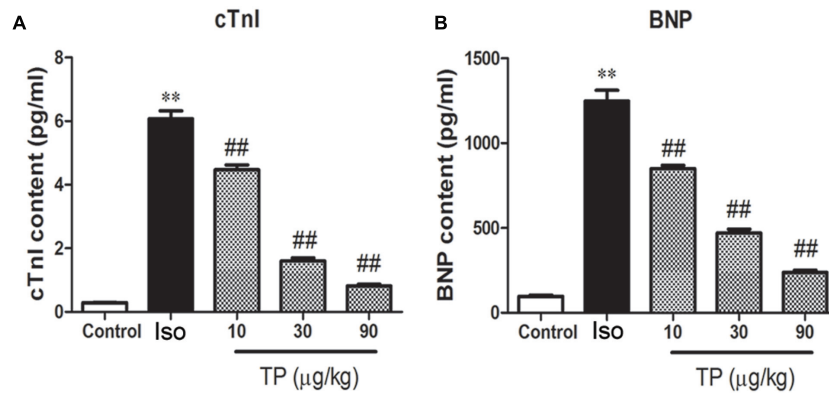 A
cTnI
cTnI content (pg/ml)
8
6
4
2
0
**
##
##
##
Control
Iso
10
30
90
TP (μg/kg)
B
BNP
BNP content (pg/ml)
1500
1000
500
0
**
##
##
##
Control
Iso
10
30
90
TP (μg/kg)